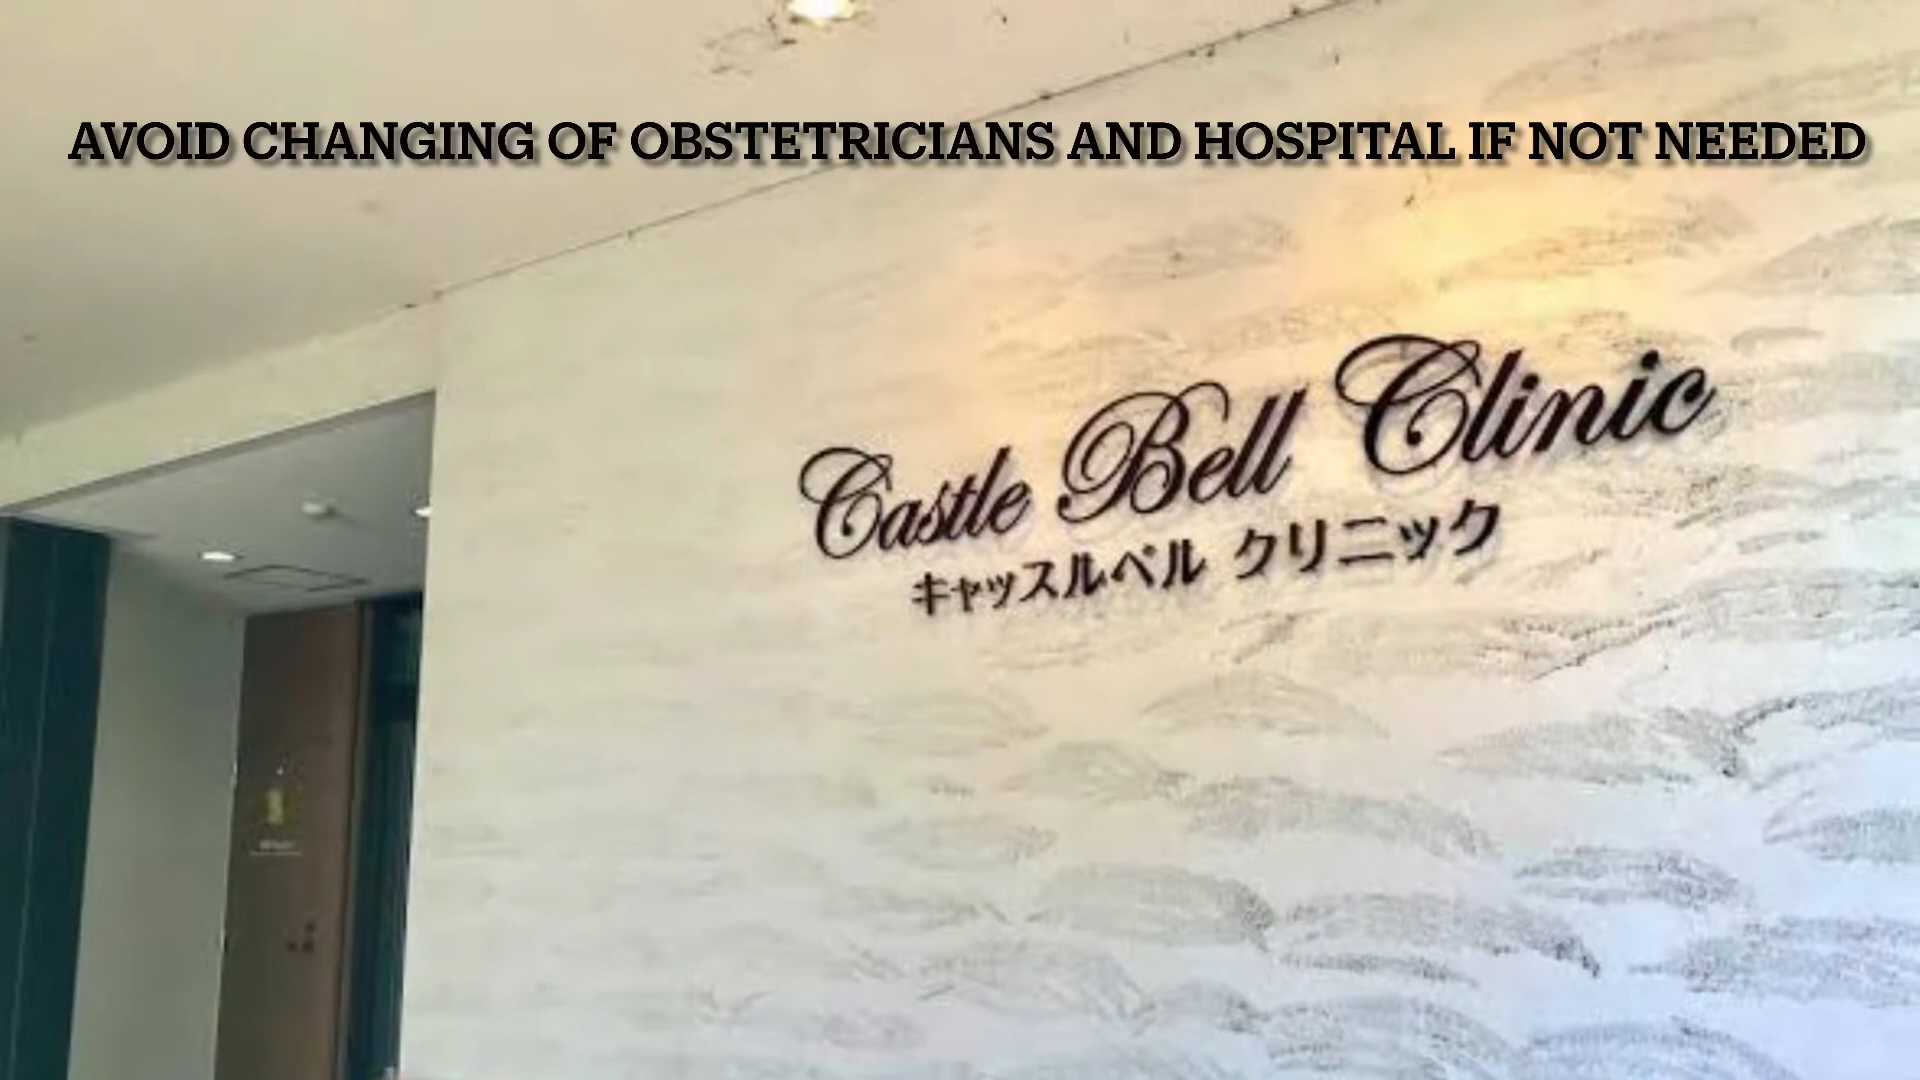 AVOID CHANGING OF OBSTETRICIANS AND HOSPITAL IF NOT NEEDED
Castle Bell Clinic
キャッスルベル クリニック